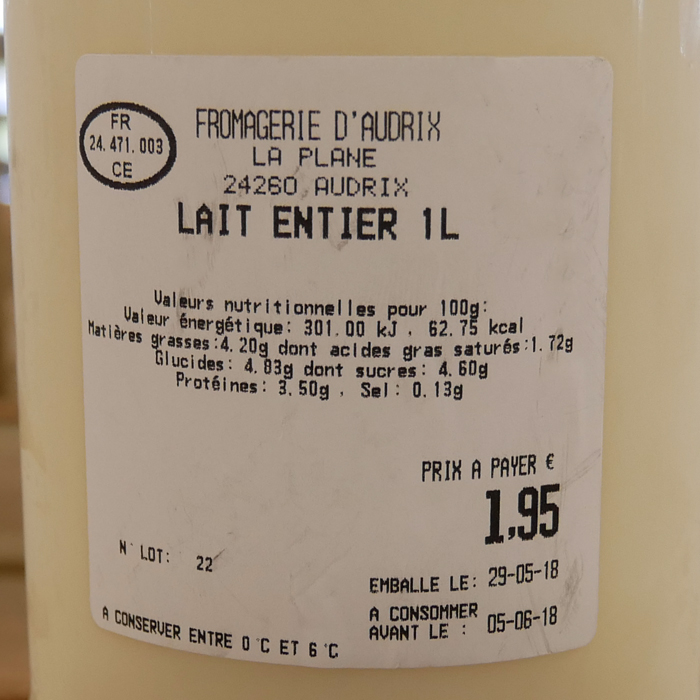 FR
24.471.003
CE
FROMAGERIE D'AUDRIX
LA PLANE
24260 AUDRIX
LAIT ENTIER 1L
Valeurs nutritionnelles pour 100g:
Valeur énergétique: 301.00 kJ , 62.75 kcal
Matières grasses:4.20g dont acides gras saturés:1.72g
Glucides: 4.83g dont sucres: 4.60g
Protéines: 3.50g , Sel: 0.13g
PRIX A PAYER €
1,95
N° LOT: 22
EMBALLE LE: 29-05-18
A CONSOMMER
AVANT LE : 05-06-18
A CONSERVER ENTRE 0°C ET 6°C